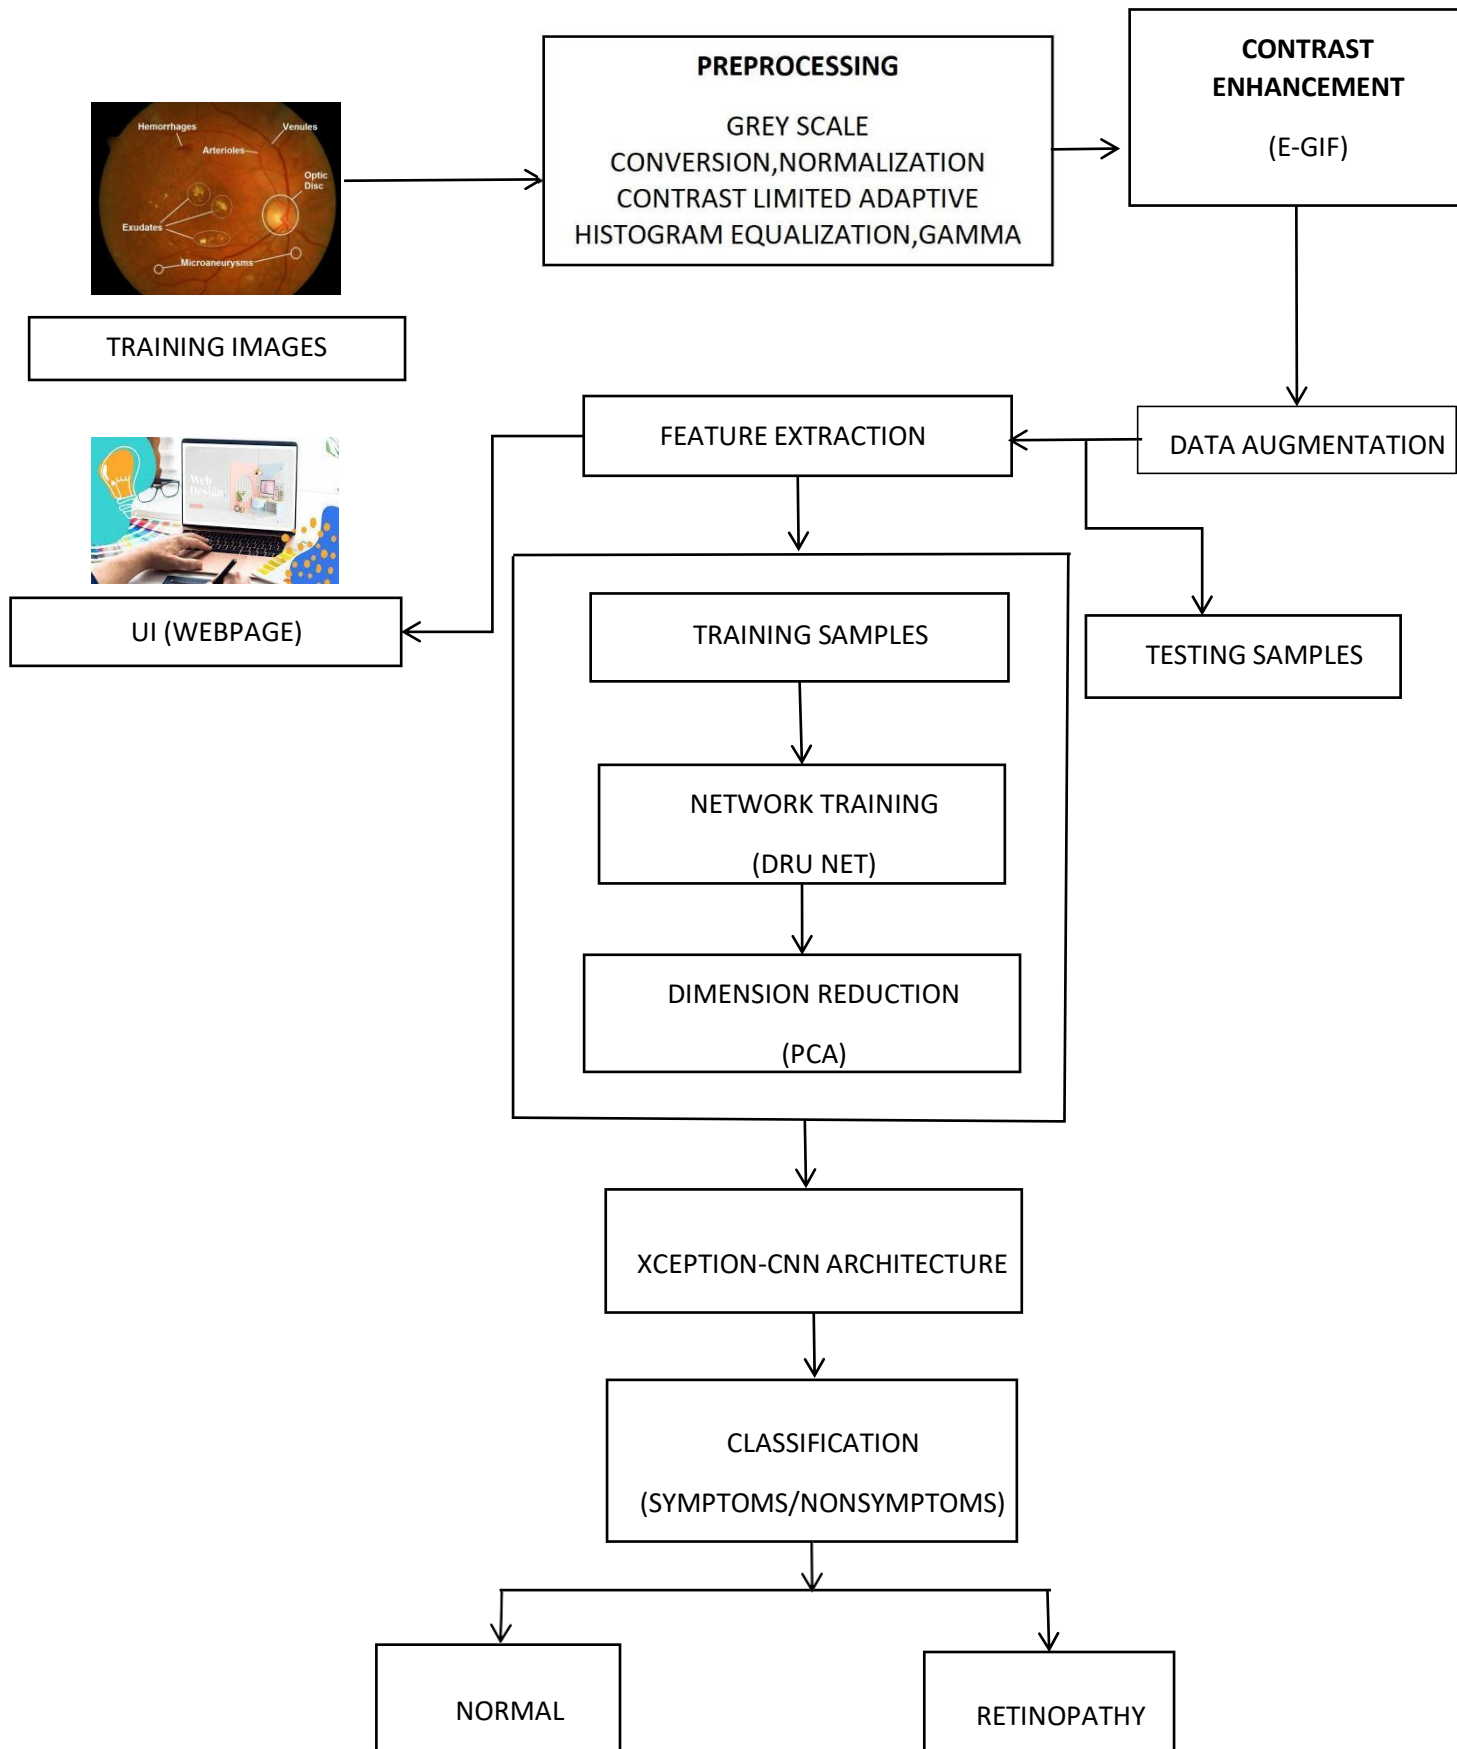 PREPROCESSING
GREY SCALE
CONVERSION,NORMALIZATION
CONTRAST LIMITED ADAPTIVE
HISTOGRAM EQUALIZATION,GAMMA
CONTRAST
ENHANCEMENT
(E-GIF)
Hemorrhages
Venules
Arterioles
Optic
Disc
Exudates
Microaneurysms
TRAINING IMAGES
FEATURE EXTRACTION
DATA AUGMENTATION
Web
Design
UI (WEBPAGE)
TRAINING SAMPLES
TESTING SAMPLES
NETWORK TRAINING
(DRU NET)
DIMENSION REDUCTION
(PCA)
XCEPTION-CNN ARCHITECTURE
CLASSIFICATION
(SYMPTOMS/NONSYMPTOMS)
NORMAL
RETINOPATHY